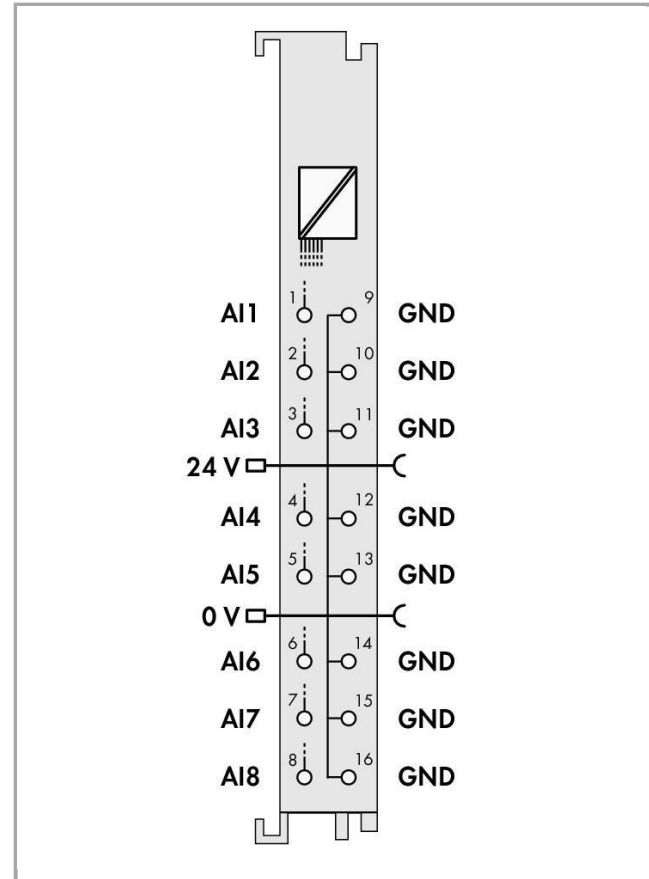 AI1 1 9 GND
AI2 2 10 GND
AI3 3 11 GND
24 V
AI4 4 12 GND
AI5 5 13 GND
0 V
AI6 6 14 GND
AI7 7 15 GND
AI8 8 16 GND